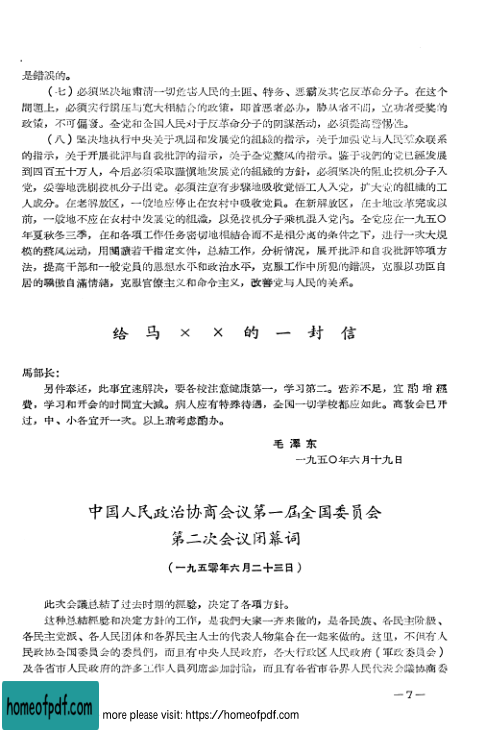 是錯誤的。
（七）必须坚决地肅清一切危害人民的土匪、特务、恶霸及其它反革命分子。在这个
問題上，必须实行鎮压与宽大相結合的政策，即首恶者必办，胁从者不問，立功者受奖的
政策，不可偏廢。全党和全国人民对于反革命分子的阴謀活动，必须提高警惕性。
（八）坚决地执行中央关于巩固和发展党的組織的指示，关于加强党与人民羣众联系
的指示，关于开展批評与自我批評的指示，关于全党整风的指示。鉴于我們的党已經发展
到四百五十万人，今后必须采取謹愼地发展党的組織的方針，必须坚决的阻止投机分子入
党，妥善地洗刷投机分子出党。必须注意有步驟地吸收覚悟工人入党，扩大党的組織的工
人成分。在老解放区，一般地应停止在农村中吸收党員。在新解放区，在土地改革完成以
前，一般地不应在农村中发展党的組織，以免投机分子乘机混入党內。全党应在一九五〇
年夏秋冬三季，在和各項工作任务密切地相結合而不是相分离的条件之下，进行一次大規
模的整风运动，用閱讀若干指定文件，总結工作，分析情况，展开批評和自我批評等項方
法，提高干部和一般党員的思想水平和政治水平，克服工作中所犯的錯誤，克服以功臣自
居的驕傲自滿情緒，克服官僚主义和命令主义，改善党与人民的关系。
给马××的一封信
馬部长：
另件奉还，此事宜速解决，要各校注意健康第一，学习第二。营养不足，宜酌增經
費，学习和开会的时間宜大减。病人应有特殊待遇，全国一切学校都应如此。高教会已开
过，中、小各宜开一次。以上請考虑酌办。
毛澤东
一九五〇年六月十九日
中国人民政治协商会议第一届全国委员会
第二次会议闭幕词
（一九五零年六月二十三日）
此次会議总結了过去时期的經驗，决定了各項方針。
这种总結經驗和决定方針的工作，是我們大家一齐来做的，是各民族、各民主阶級、
各民主党派、各人民团体和各界民主人士的代表人物集合在一起来做的。这里，不但有人
民政协全国委員会的委員們，而且有中央人民政府，各大行政区人民政府（軍政委員会）
及各省市人民政府的許多工作人員列席参加討論，而且有各省市各界人民代表会議协商委
—7—
homeofpdf.com
more please visit: https://homeofpdf.com